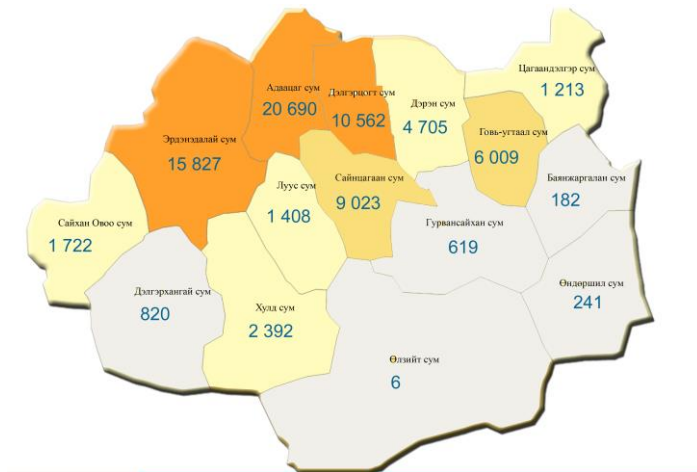 Цагаандэлгэр сум
1 213
Адаацаг сум
20 690
Дэлгэрцогт сум
10 562
Дэрэн сум
4 705
Эрдэнэдалай сум
15 827
Говь-угтаал сум
6 009
Луус сум
1 408
Сайнцагаан сум
9 023
Баянжаргалан сум
182
Сайхан Овоо сум
1 722
Гурвансайхан сум
619
Дэлгэрхангай сум
820
Өндөршил сум
241
Хулд сум
2 392
Өлзийт сум
6